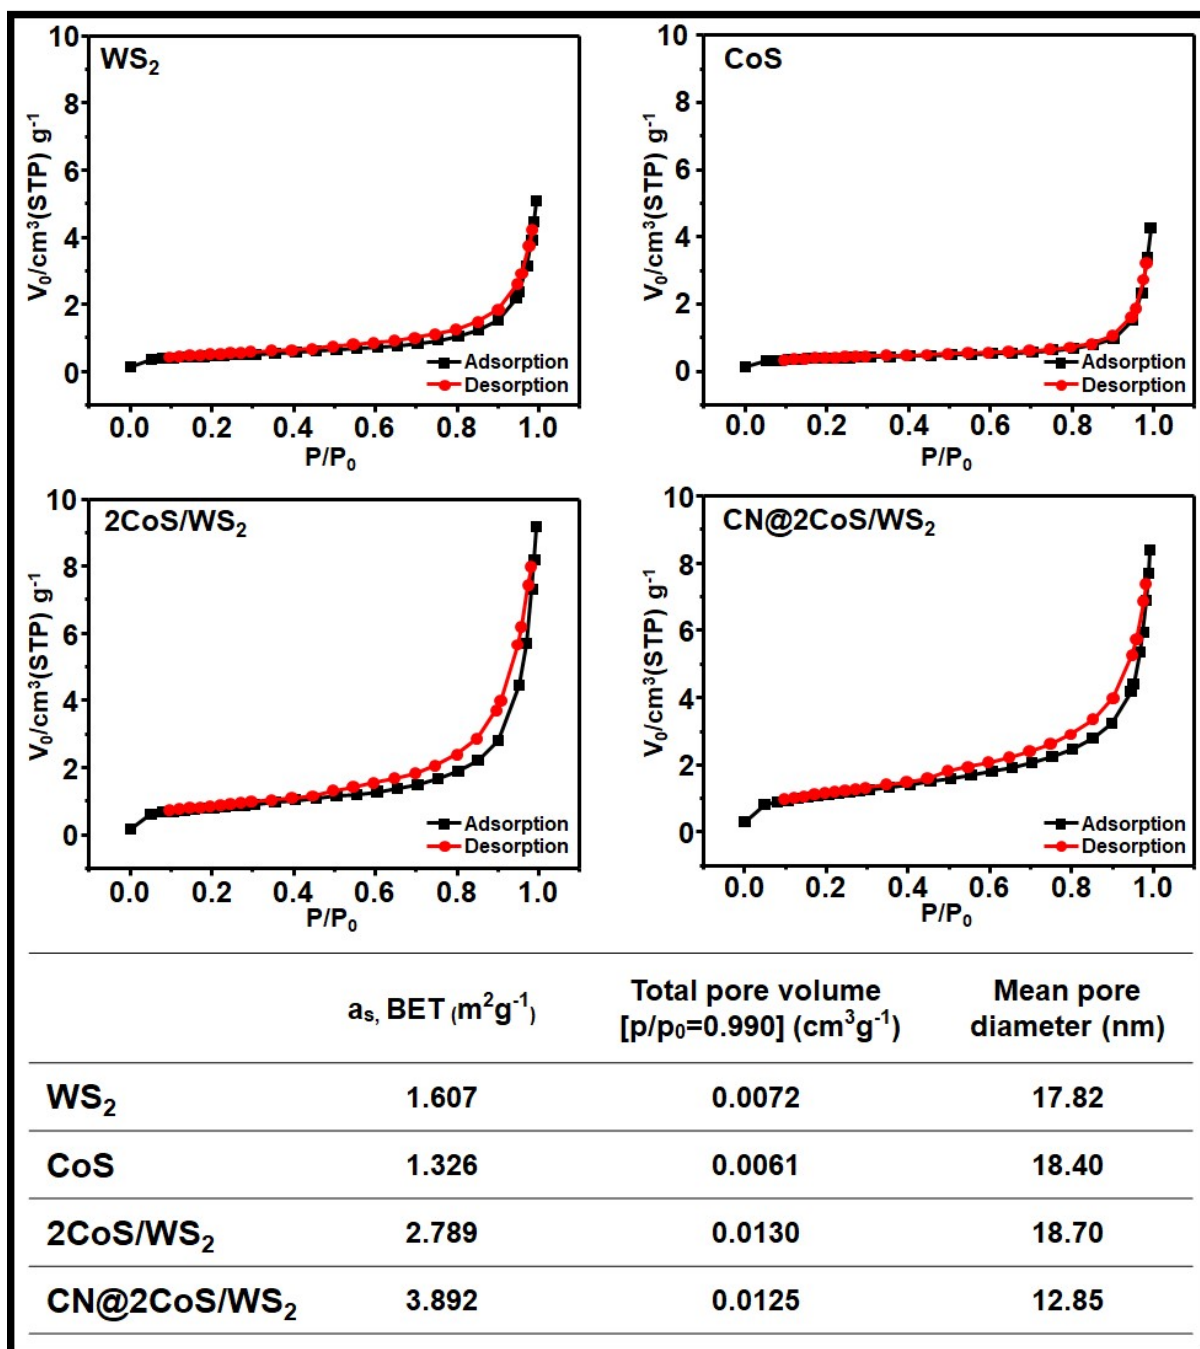 WS₂
10
8
6
4
2
0
V₀/cm³(STP) g⁻¹
Adsorption
Desorption
0.0 0.2 0.4 0.6 0.8 1.0
P/P₀
CoS
10
8
6
4
2
0
V₀/cm³(STP) g⁻¹
Adsorption
Desorption
0.0 0.2 0.4 0.6 0.8 1.0
P/P₀
2CoS/WS₂
10
8
6
4
2
0
V₀/cm³(STP) g⁻¹
Adsorption
Desorption
0.0 0.2 0.4 0.6 0.8 1.0
P/P₀
CN@2CoS/WS₂
10
8
6
4
2
0
V₀/cm³(STP) g⁻¹
Adsorption
Desorption
0.0 0.2 0.4 0.6 0.8 1.0
P/P₀
aₛ, BET (m²g⁻¹)
Total pore volume
[p/p₀=0.990] (cm³g⁻¹)
Mean pore
diameter (nm)
WS₂ 1.607 0.0072 17.82
CoS 1.326 0.0061 18.40
2CoS/WS₂ 2.789 0.0130 18.70
CN@2CoS/WS₂ 3.892 0.0125 12.85